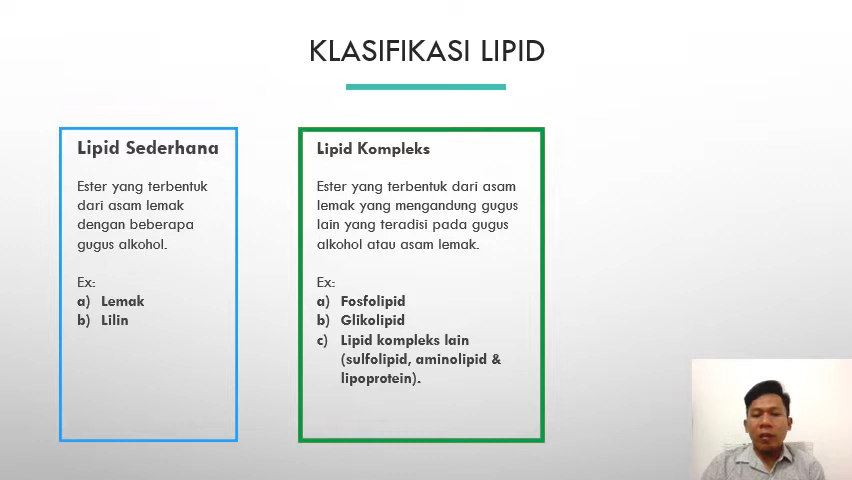 KLASIFIKASI LIPID
Lipid Sederhana
Ester yang terbentuk
dari asam lemak
dengan beberapa
gugus alkohol.
Ex:
a) Lemak
b) Lilin
Lipid Kompleks
Ester yang terbentuk dari asam
lemak yang mengandung gugus
lain yang teradisi pada gugus
alkohol atau asam lemak.
Ex:
a) Fosfolipid
b) Glikolipid
c) Lipid kompleks lain
(sulfolipid, aminolipid &
lipoprotein).